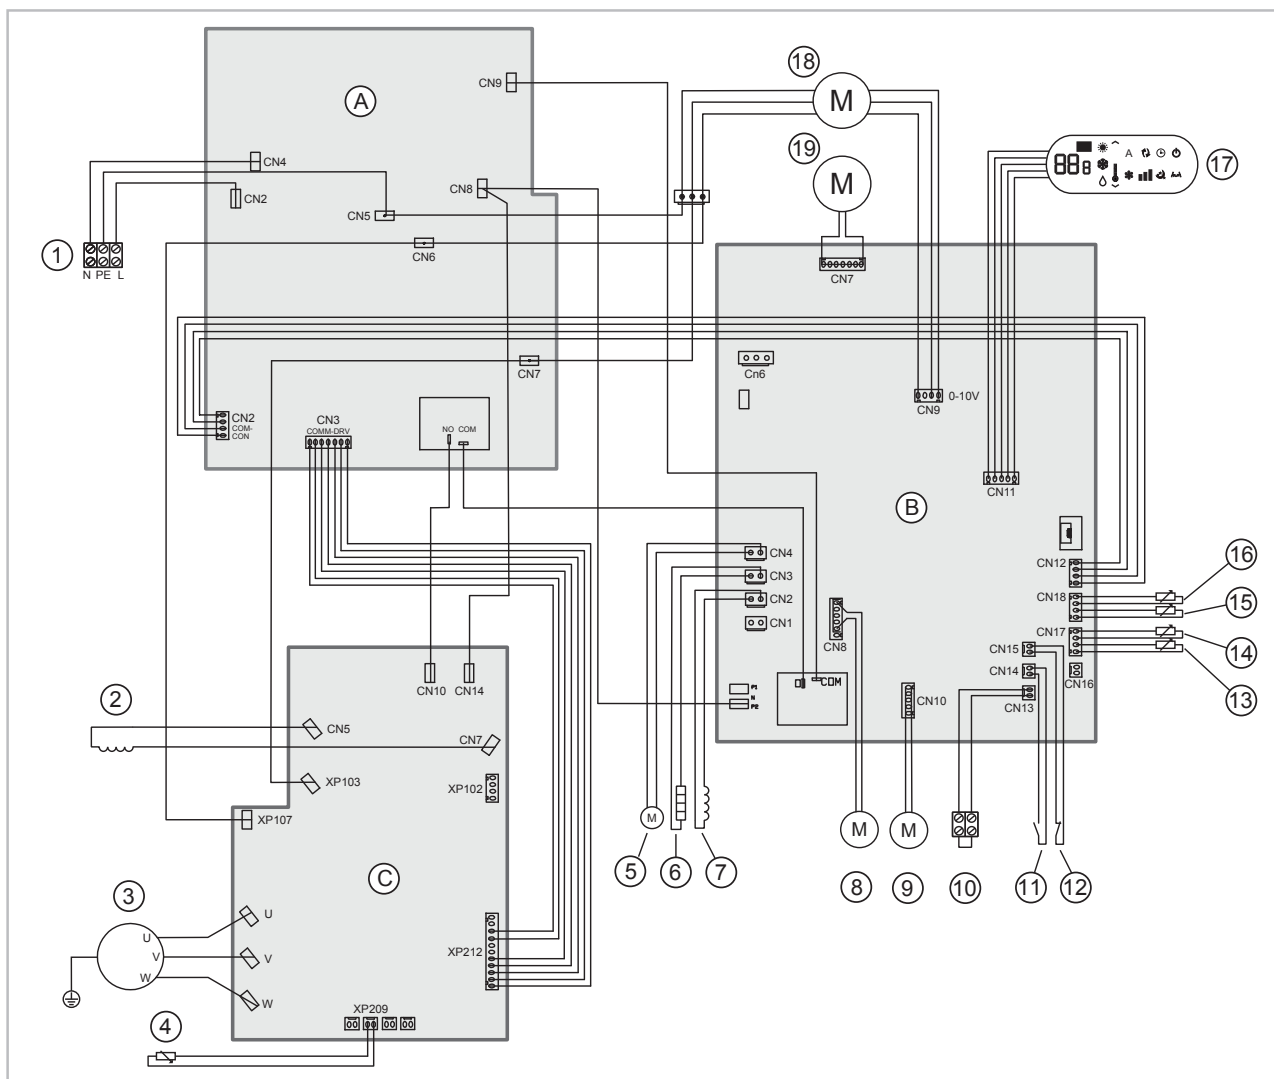 18
CN9
M
A
19
17
88 8 A
CN4
M
CN8
CN2
CN5
1
CN6
N PE L
CN7
CN7
Cn6
CN9
0-10V
CN2
COM-
CON
CN3
COMM-DRV
NO COM
CN11
B
CN4
CN12
16
CN3
CN2
CN18
15
CN1
CN8
CN17
CN15
14
CN14
CN16
13
CN10
CN14
COM
P1
N
P2
CN10
CN13
2
CN5
CN7
XP103
XP102
XP107
M
M
M
C
5
6
7
8
9
10
11
12
3
U
U
V
V
XP212
W
W
XP209
4